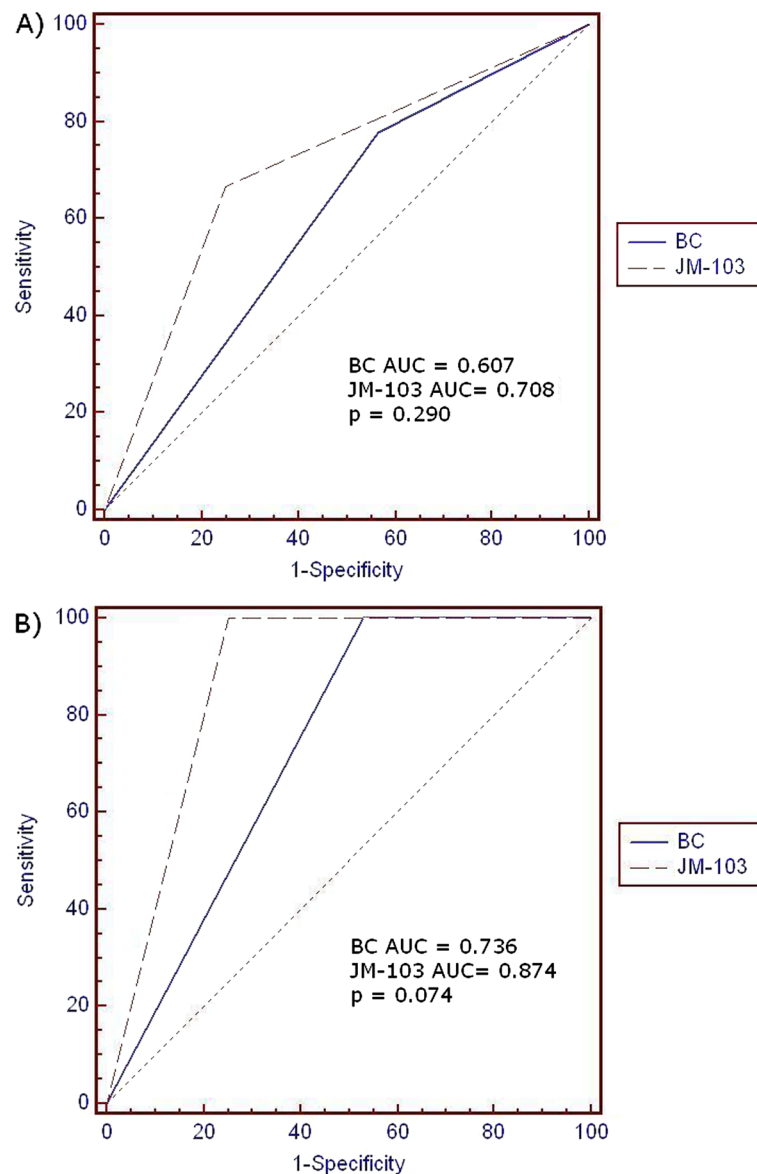 A)
100
80
60
40
20
0
Sensitivity
BC AUC = 0.607
JM-103 AUC= 0.708
p = 0.290
0 20 40 60 80 100
1-Specificity
BC
JM-103
B)
100
80
60
40
20
0
Sensitivity
BC AUC = 0.736
JM-103 AUC= 0.874
p = 0.074
0 20 40 60 80 100
1-Specificity
BC
JM-103